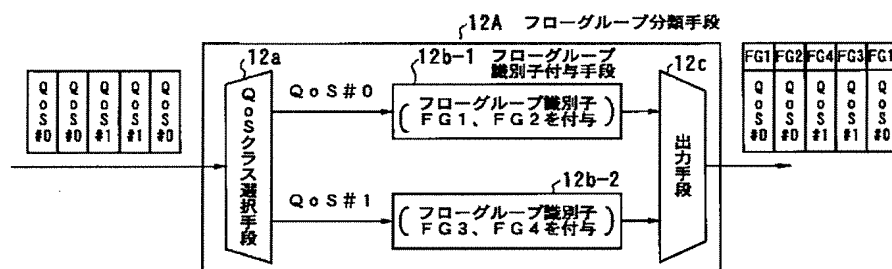 12A フローグループ分類手段
12a
12b-1 フローグループ
識別子付与手段
12c
QoS#0
QoS#0
QoS#1
QoS#1
QoS#0
QoSクラス選択手段
QoS#0
(フローグループ識別子
FG1、FG2を付与)
QoS#1
12b-2
(フローグループ識別子
FG3、FG4を付与)
出力手段
FG1 FG2 FG4 FG3 FG1
QoS#0
QoS#0
QoS#1
QoS#1
QoS#0